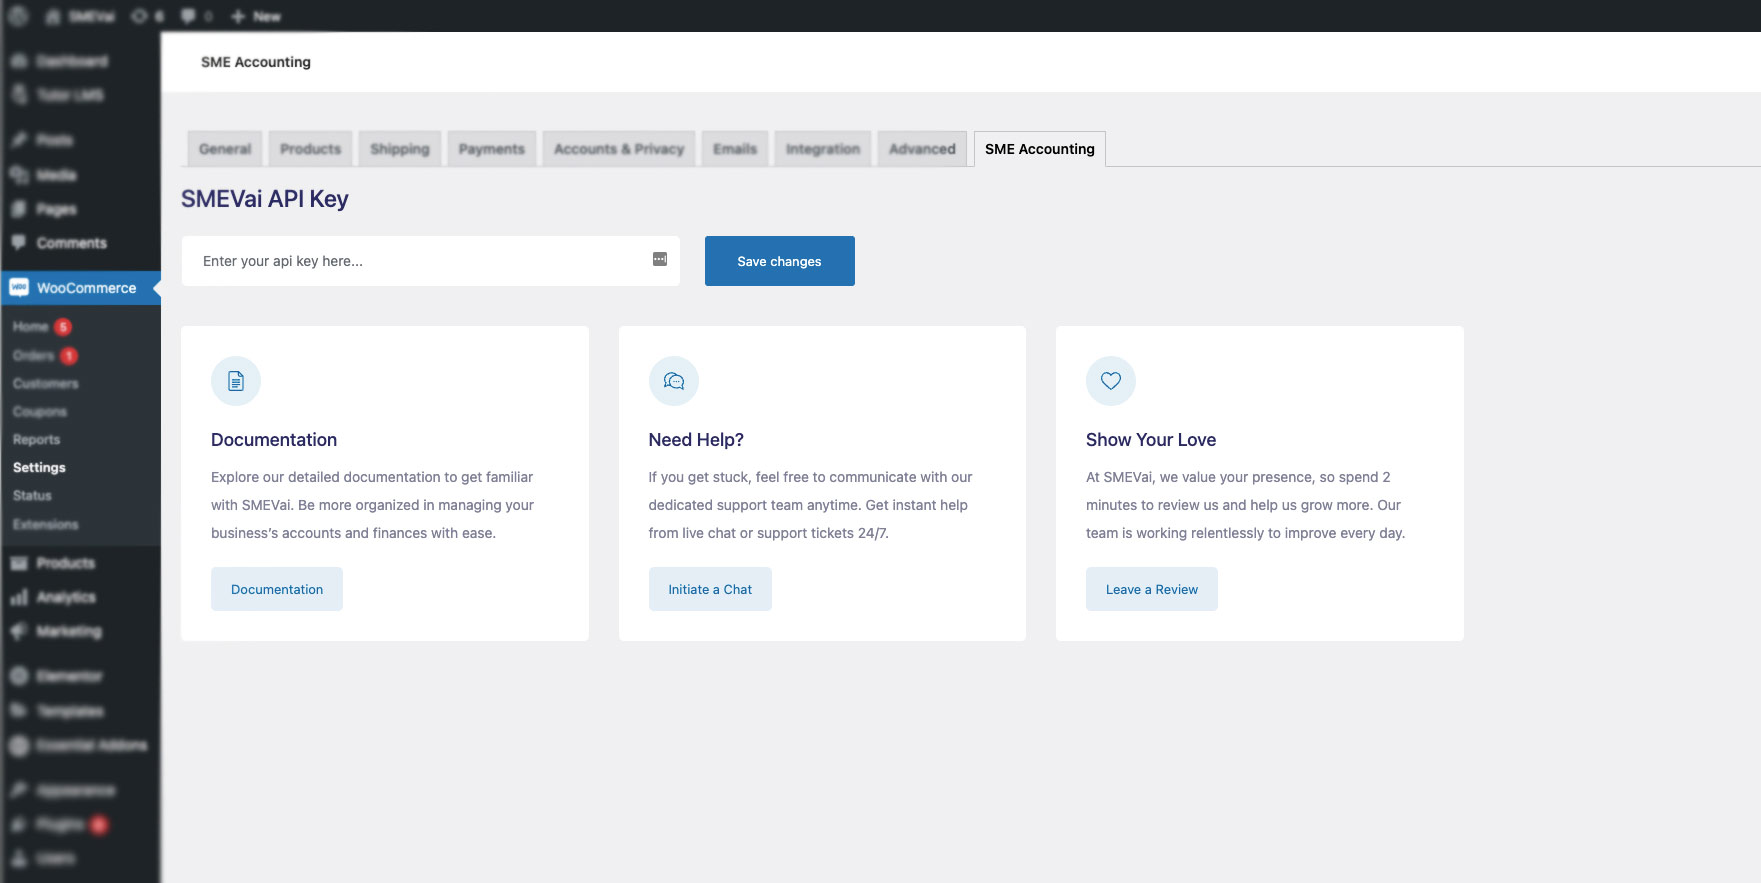 SMEVai 6 0 New
Dashboard
Tutor LMS
Posts
Media
Pages
Comments
WooCommerce
Home 5
Orders 1
Customers
Coupons
Reports
Settings
Status
Extensions
Products
Analytics
Marketing
Elementor
Templates
Essential Addons
Appearance
Plugins
Users
SME Accounting
General Products Shipping Payments Accounts & Privacy Emails Integration Advanced SME Accounting
SMEVai API Key
Enter your api key here...
Save changes
Documentation
Explore our detailed documentation to get familiar
with SMEVai. Be more organized in managing your
business’s accounts and finances with ease.
Documentation
Need Help?
If you get stuck, feel free to communicate with our
dedicated support team anytime. Get instant help
from live chat or support tickets 24/7.
Initiate a Chat
Show Your Love
At SMEVai, we value your presence, so spend 2
minutes to review us and help us grow more. Our
team is working relentlessly to improve every day.
Leave a Review